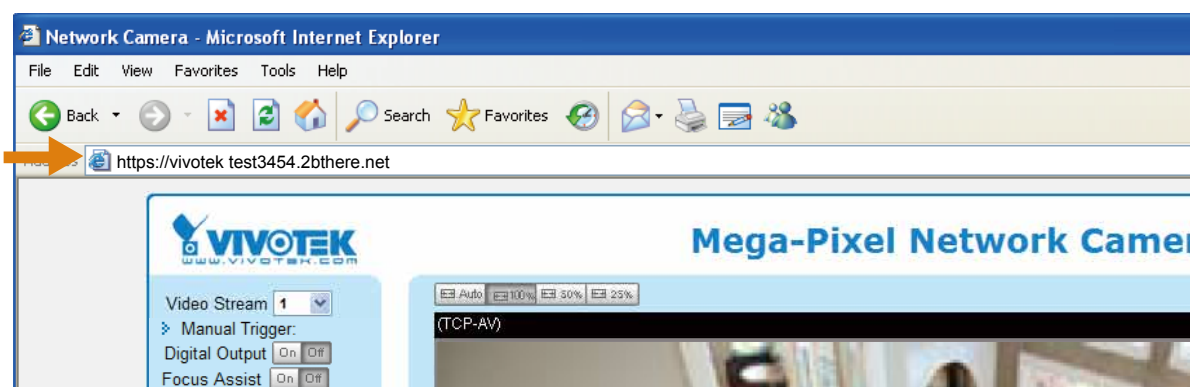 Network Camera - Microsoft Internet Explorer
File Edit View Favorites Tools Help
Back Search Favorites
https://vivotek test3454.2bthere.net
VIVOTEK Mega-Pixel Network
www.vivotek.com
Auto 100% 50% 25%
Video Stream 1
(TCP-AV)
Manual Trigger:
Digital Output On Off
Focus Assist On Off